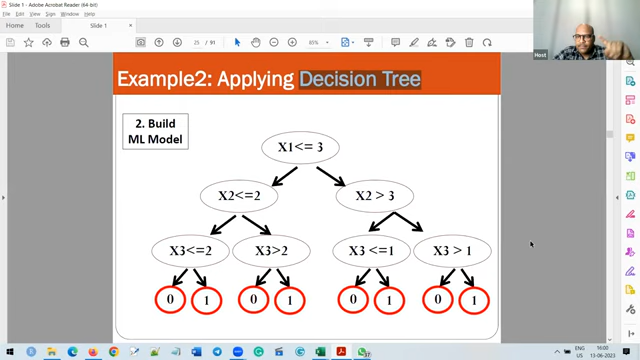 Slide 1 - Adobe Acrobat Reader (64-bit)
File Edit View Sign Window Help
Home Tools Slide 1
25 / 91
85%
Host
Example2: Applying Decision Tree
2. Build
ML Model
X1<= 3
X2<=2 X2 > 3
X3<=2 X3>2 X3 <=1 X3 > 1
0 1 0 1 0 1 0 1
ENG
US
16:00
13-06-2023